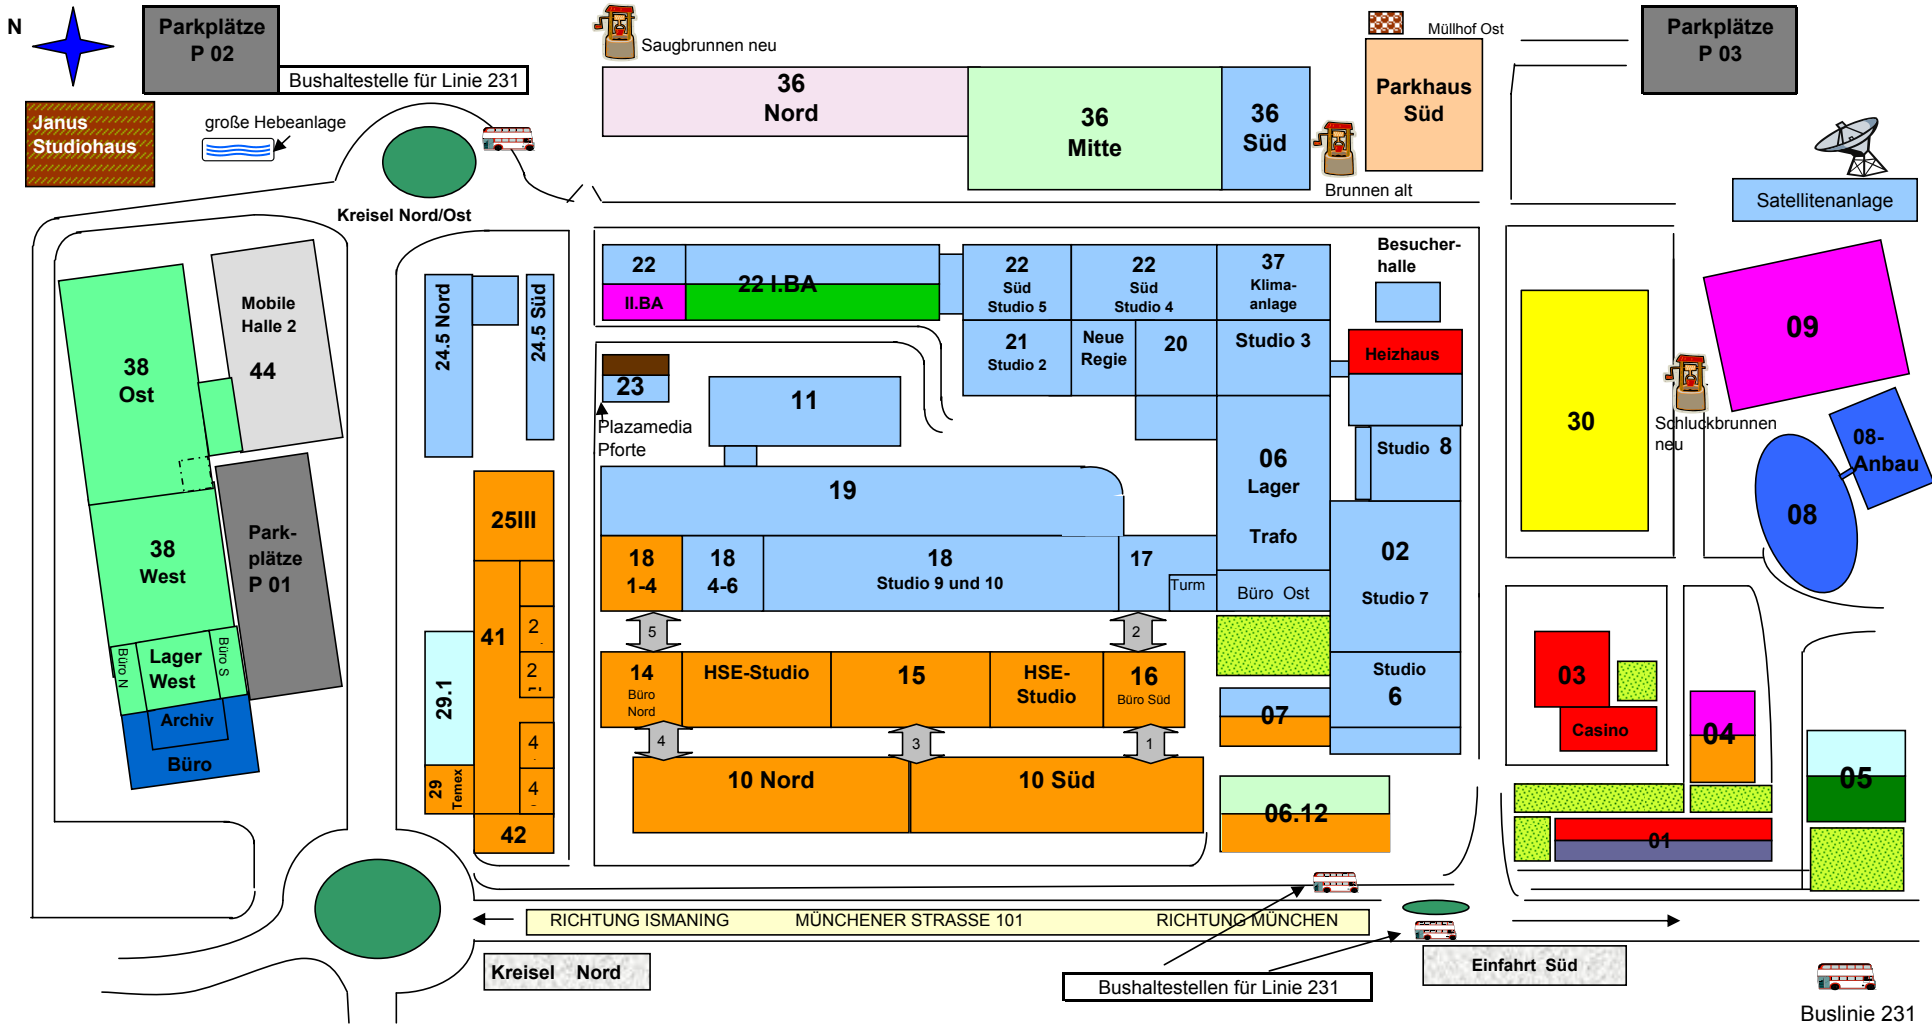 N
Parkplätze
P 02
Bushaltestelle für Linie 231
Saugbrunnen neu
Müllhof Ost
Parkplätze
P 03
Janus
Studiohaus
große Hebeanlage
36
Nord
36
Mitte
36
Süd
Parkhaus
Süd
Brunnen alt
Satellitenanlage
Kreisel Nord/Ost
Mobile
Halle 2
44
38
Ost
38
West
Park-
plätze
P 01
Büro N
Lager
West
Büro S
Archiv
Büro
24.5 Nord
24.5 Süd
22
II.BA
22 I.BA
22
Süd
Studio 5
22
Süd
Studio 4
37
Klima-
anlage
Besucher-
halle
21
Studio 2
Neue
Regie
20
Studio 3
Heizhaus
23
Plazamedia
Pforte
11
19
06
Lager
Trafo
Studio 8
25III
18
1-4
18
4-6
18
Studio 9 und 10
17
Turm
Büro Ost
02
Studio 7
30
Schluckbrunnen
neu
09
08-
Anbau
08
41
2
2
4
4
29.1
29
Temex
42
5
2
14
Büro
Nord
HSE-Studio
15
HSE-
Studio
16
Büro Süd
4
3
1
10 Nord
10 Süd
07
Studio
6
06.12
03
Casino
04
05
01
RICHTUNG ISMANING
MÜNCHENER STRASSE 101
RICHTUNG MÜNCHEN
Kreisel Nord
Bushaltestellen für Linie 231
Einfahrt Süd
Buslinie 231